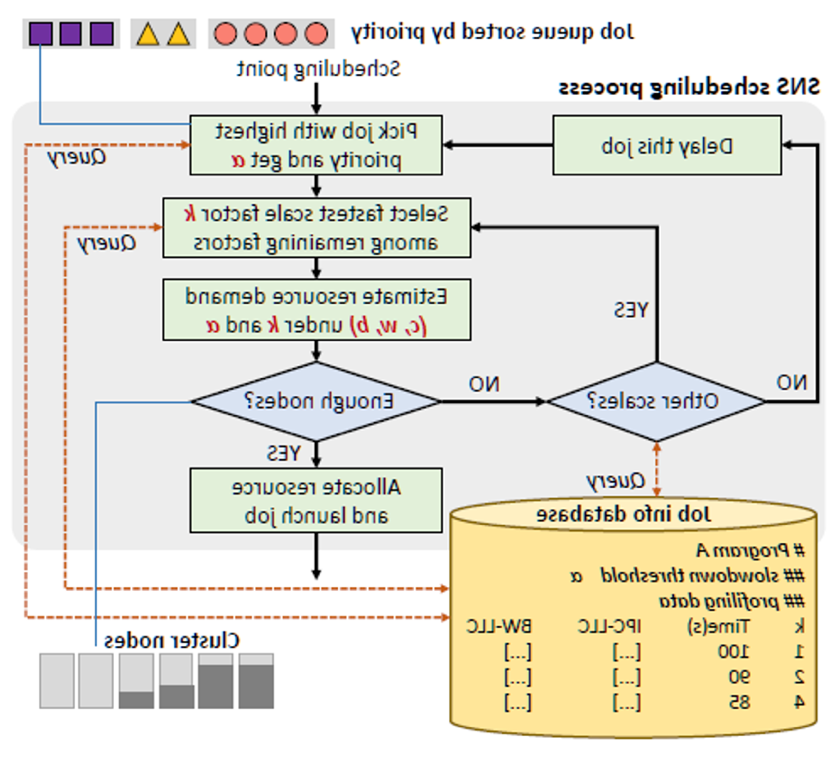 Job queue sorted by priority
Scheduling point
SNS scheduling process
Pick job with highest
priority and get α
Delay this job
Query
Select fastest scale factor k
among remaining factors
Query
Estimate resource demand
(c, w, b) under k and α
YES
Enough nodes?
NO
Other scales?
NO
YES
Query
Allocate resource
and launch job
Job info database
# Program A
## slowdown threshold α
## profiling data
k Time(s) IPC-LLC BW-LLC
1 100 [...] [...]
2 90 [...] [...]
4 85 [...] [...]
Cluster nodes